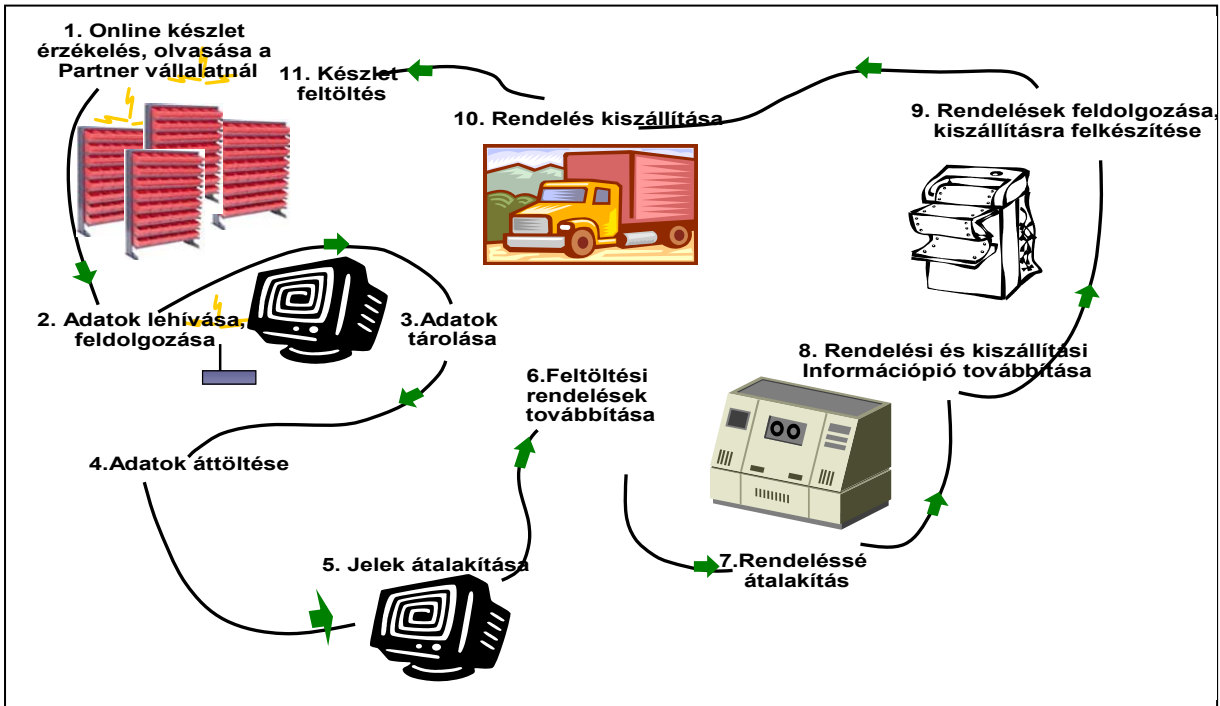 1. Online készlet
érzékelés, olvasása a
Partner vállalatnál
2. Adatok lehívása,
feldolgozása
3.Adatok
tárolása
4.Adatok áttöltése
5. Jelek átalakítása
6.Feltöltési
rendelések
továbbítása
7.Rendeléssé
átalakítás
8. Rendelési és kiszállítási
Információpió továbbítása
9. Rendelések feldolgozása,
kiszállításra felkészítése
10. Rendelés kiszállítása
11. Készlet
feltöltés